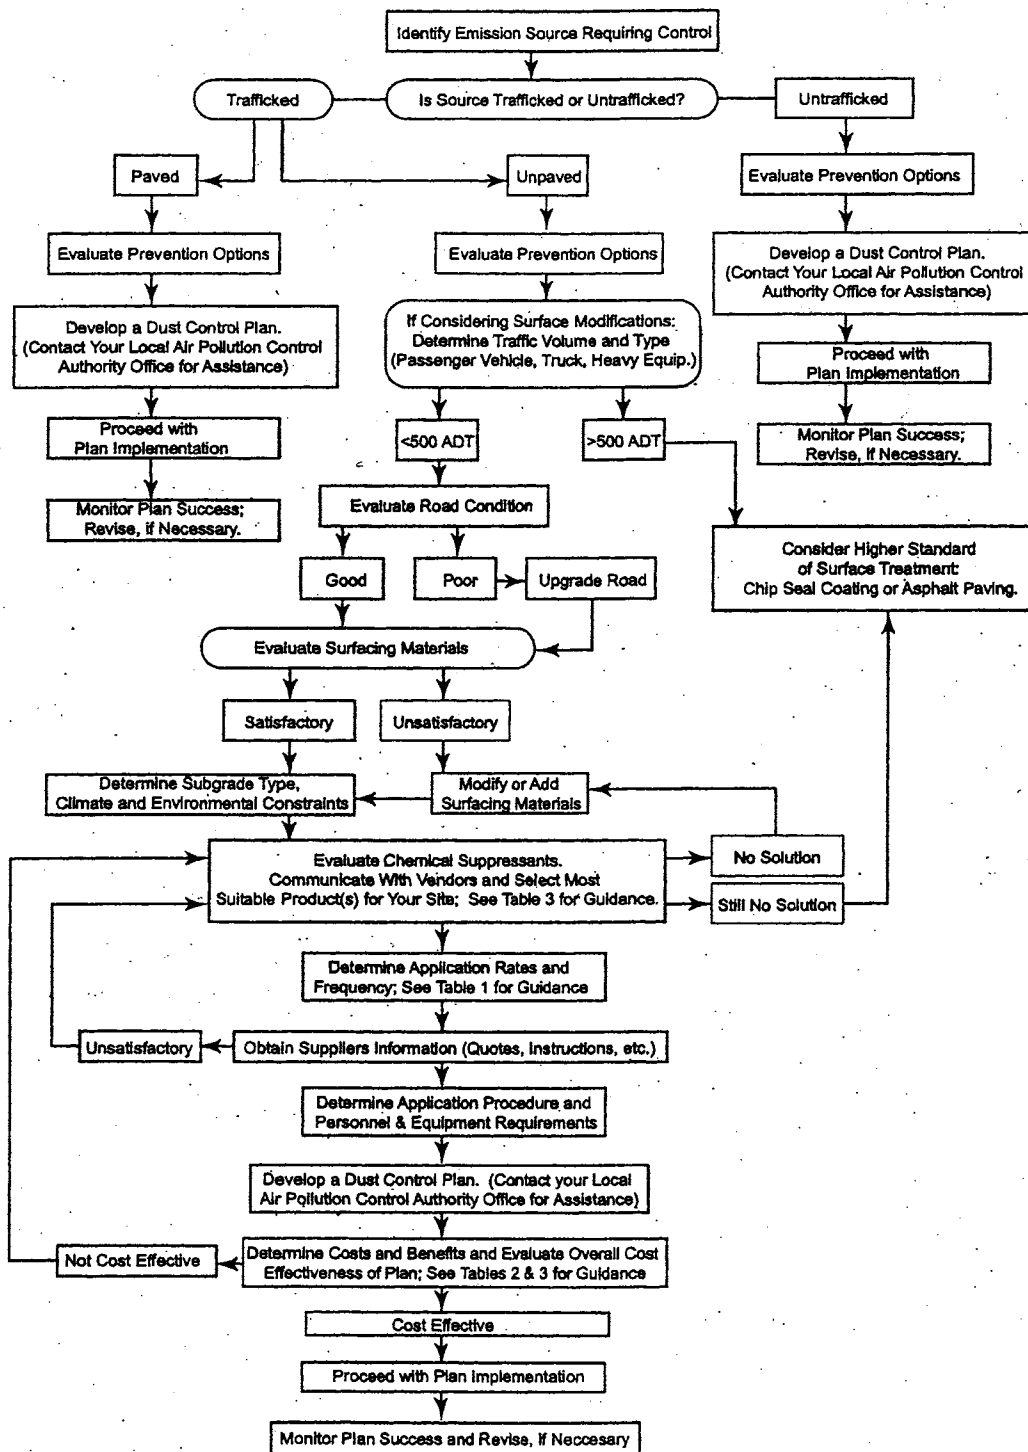 Identify Emission Source Requiring Control
Trafficked
Is Source Trafficked or Untrafficked?
Untrafficked
Paved
Unpaved
Evaluate Prevention Options
Evaluate Prevention Options
Evaluate Prevention Options
Develop a Dust Control Plan.
(Contact Your Local Air Pollution Control
Authority Office for Assistance)
Develop a Dust Control Plan.
(Contact Your Local Air Pollution Control
Authority Office for Assistance)
If Considering Surface Modifications:
Determine Traffic Volume and Type
(Passenger Vehicle, Truck, Heavy Equip.)
Proceed with
Plan Implementation
Proceed with
Plan Implementation
<500 ADT
>500 ADT
Monitor Plan Success;
Revise, If Necessary.
Monitor Plan Success;
Revise, if Necessary.
Evaluate Road Condition
Good
Poor
Upgrade Road
Consider Higher Standard
of Surface Treatment:
Chip Seal Coating or Asphalt Paving.
Evaluate Surfacing Materials
Satisfactory
Unsatisfactory
Determine Subgrade Type,
Climate and Environmental Constraints
Modify or Add
Surfacing Materials
Evaluate Chemical Suppressants.
Communicate With Vendors and Select Most
Suitable Product(s) for Your Site; See Table 3 for Guidance.
No Solution
Still No Solution
Determine Application Rates and
Frequency; See Table 1 for Guidance
Unsatisfactory
Obtain Suppliers Information (Quotes, Instructions, etc.)
Determine Application Procedure and
Personnel & Equipment Requirements
Develop a Dust Control Plan. (Contact your Local
Air Pollution Control Authority Office for Assistance)
Not Cost Effective
Determine Costs and Benefits and Evaluate Overall Cost
Effectiveness of Plan; See Tables 2 & 3 for Guidance
Cost Effective
Proceed with Plan Implementation
Monitor Plan Success and Revise, If Neccesary